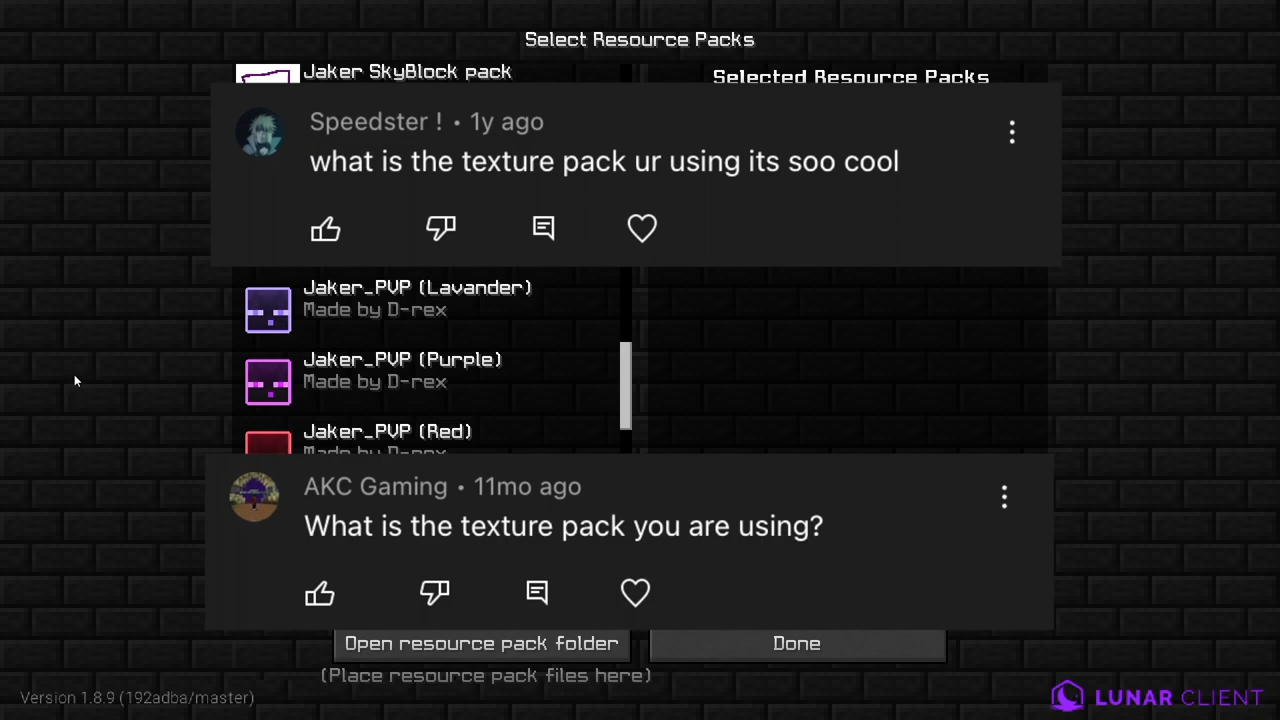 Select Resource Packs
Jaker SkyBlock pack
Selected Resource Packs
Speedster ! • 1y ago
what is the texture pack ur using its soo cool
Jaker_PVP (Lavander)
Made by D-rex
Jaker_PVP (Purple)
Made by D-rex
Jaker_PVP (Red)
Made by D-rex
AKC Gaming • 11mo ago
What is the texture pack you are using?
Open resource pack folder
Done
(Place resource pack files here)
Version 1.8.9 (192adba/master)
LUNAR CLIENT